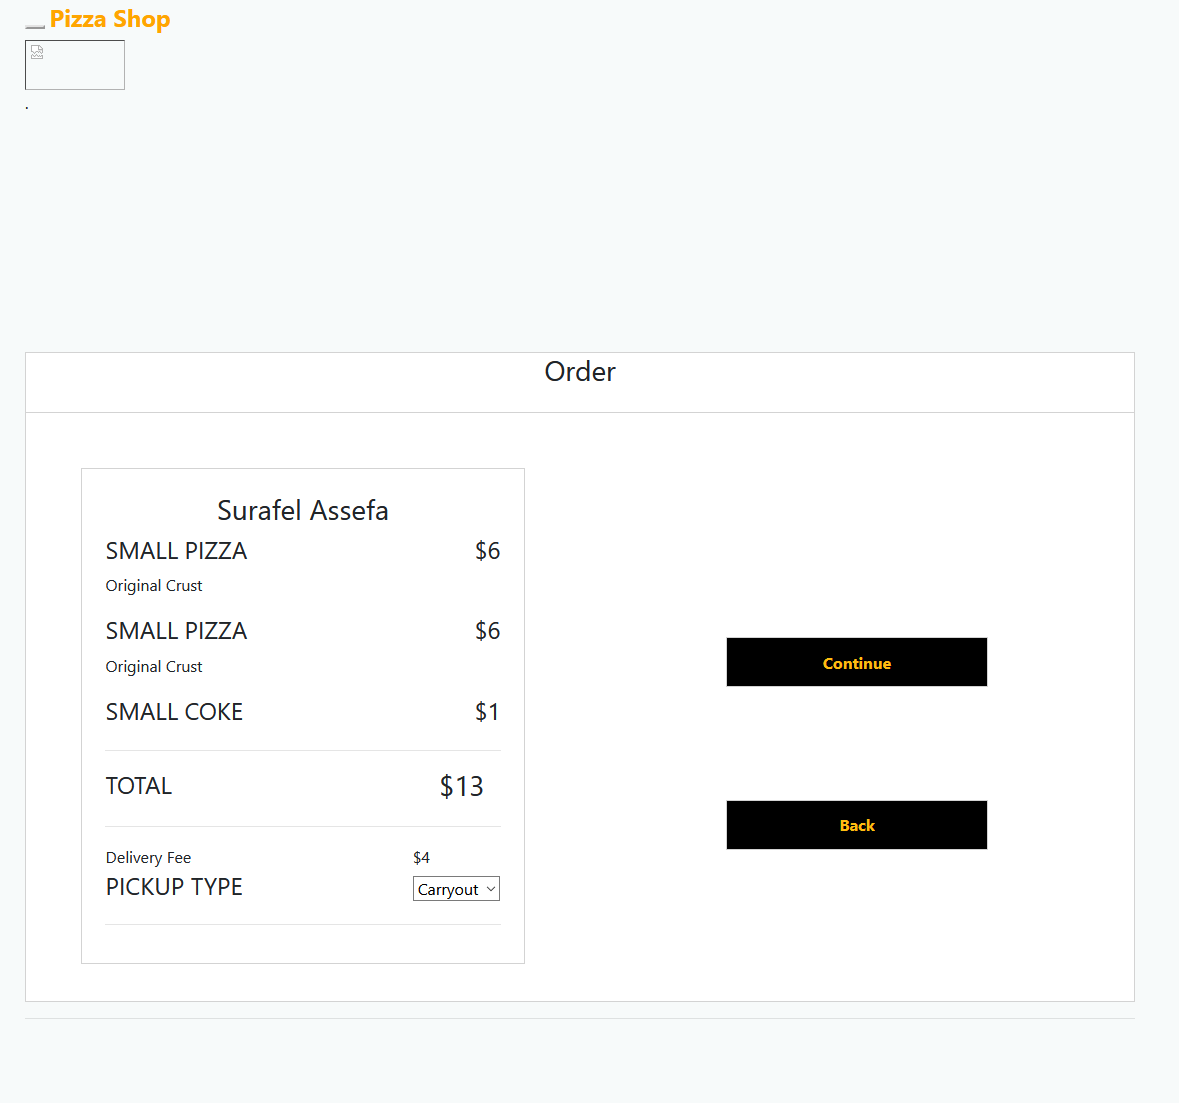 Pizza Shop
.
Order
Surafel Assefa
SMALL PIZZA $6
Original Crust
SMALL PIZZA $6
Original Crust
SMALL COKE $1
TOTAL $13
Delivery Fee $4
PICKUP TYPE Carryout
Continue
Back